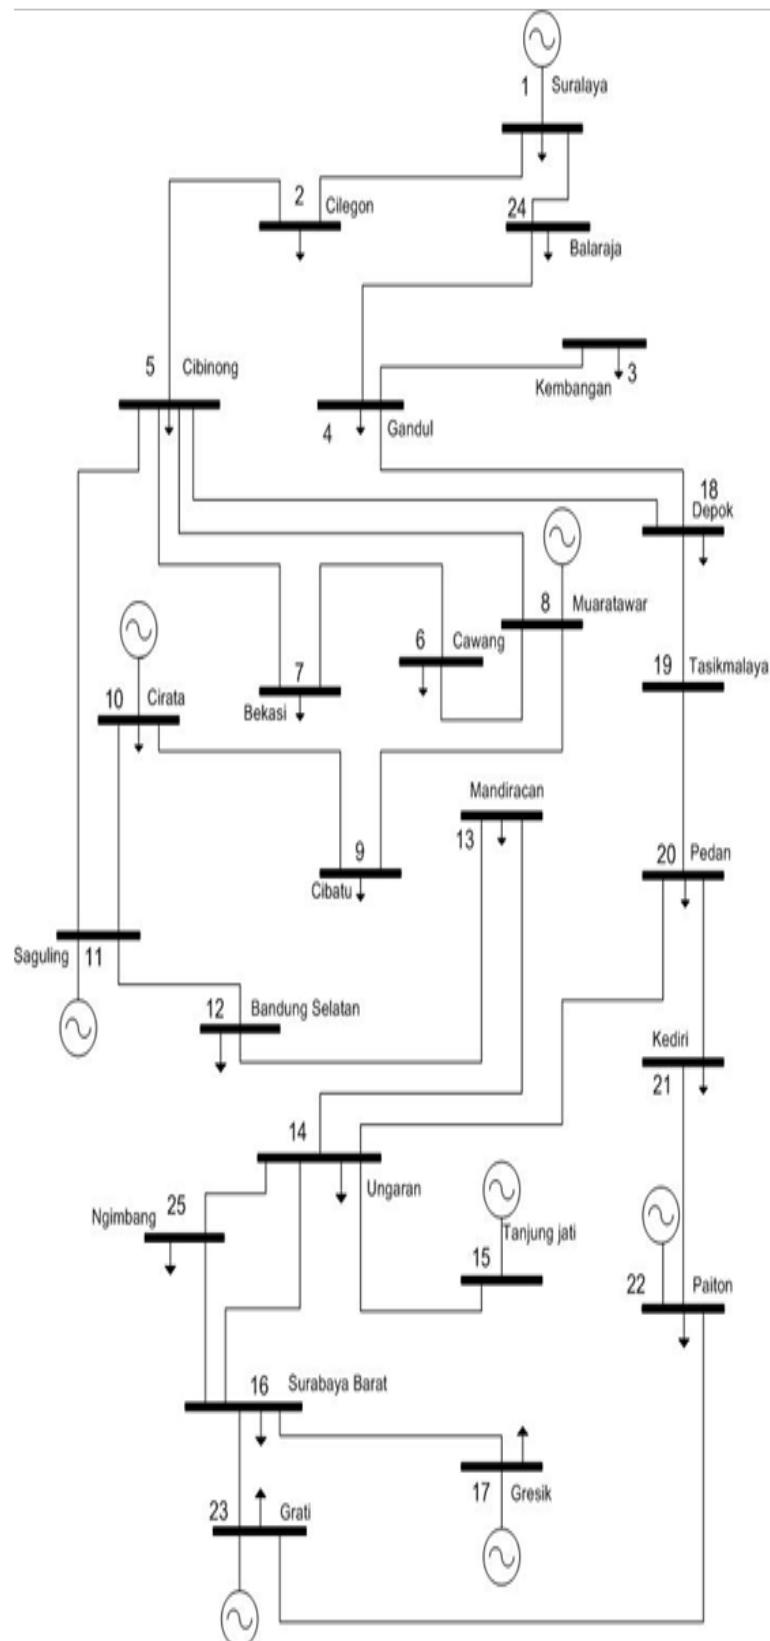 1 Suralaya
2 Cilegon
24
Balaraja
5 Cibinong
Kembangan 3
4 Gandul
18
Depok
8 Muaratawar
6 Cawang
7
Bekasi
19 Tasikmalaya
10 Cirata
Mandiracan
13
9
Cibatu
20 Pedan
Saguling 11
12 Bandung Selatan
Kediri
21
14
Ungaran
Ngimbang 25
Tanjung jati
15
22 Paiton
16 Surabaya Barat
17 Gresik
23 Grati